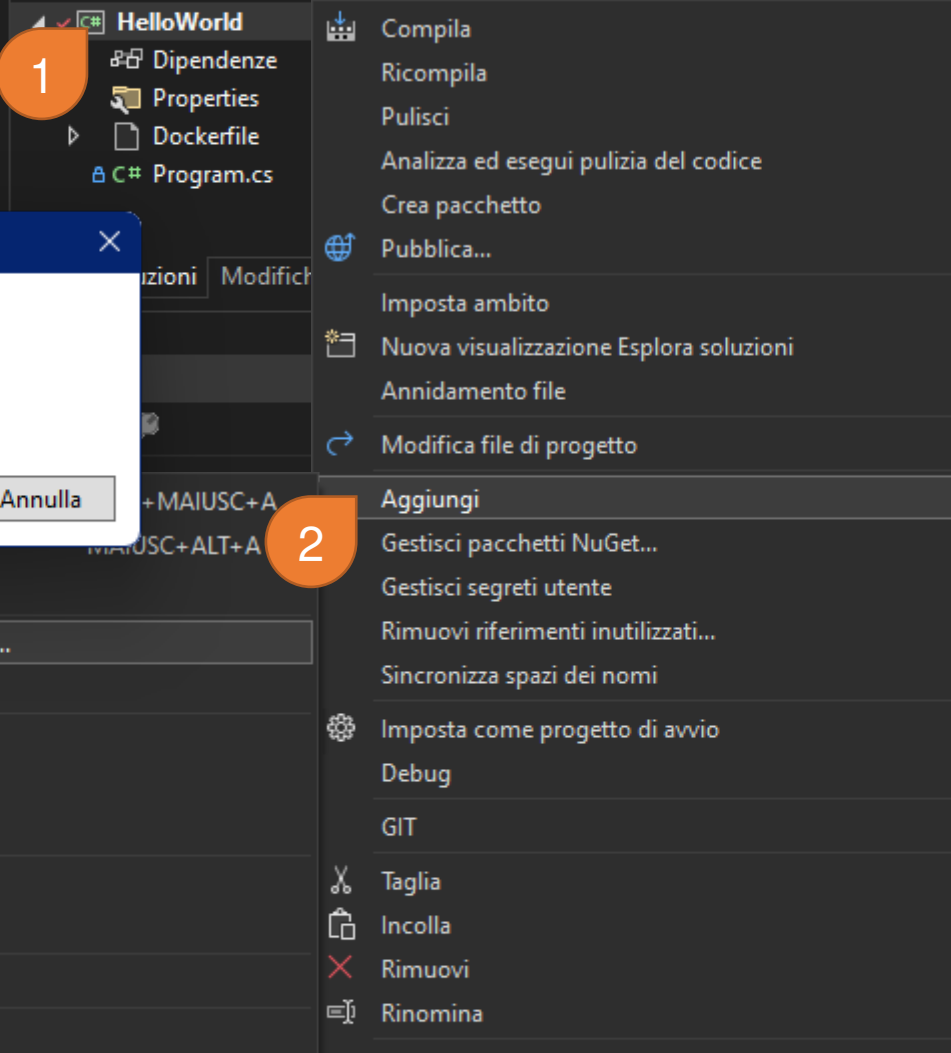 HelloWorld
1
Dipendenze
Properties
Dockerfile
C# Program.cs
Modific
Annulla
+MAIUSC+A
MAIUSC+ALT+A
..
Compila
Ricompila
Pulisci
Analizza ed esegui pulizia del codice
Crea pacchetto
Pubblica...
Imposta ambito
Nuova visualizzazione Esplora soluzioni
Annidamento file
Modifica file di progetto
2
Aggiungi
Gestisci pacchetti NuGet...
Gestisci segreti utente
Rimuovi riferimenti inutilizzati...
Sincronizza spazi dei nomi
Imposta come progetto di avvio
Debug
GIT
Taglia
Incolla
Rimuovi
Rinomina